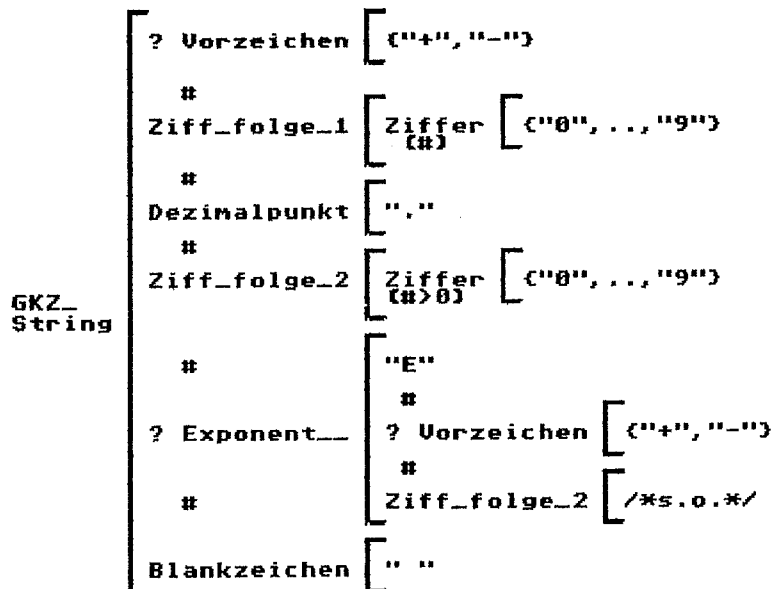 ? Vorzeichen {"+","-"}
#
Ziff_folge_1 Ziffer {"0",..,"9"}
(#)
#
Dezimalpunkt "."
#
Ziff_folge_2 Ziffer {"0",..,"9"}
(#>0)
GKZ_
String
# "E"
#
? Exponent__ ? Vorzeichen {"+","-"}
#
# Ziff_folge_2 /*s.o.*/
Blankzeichen " "